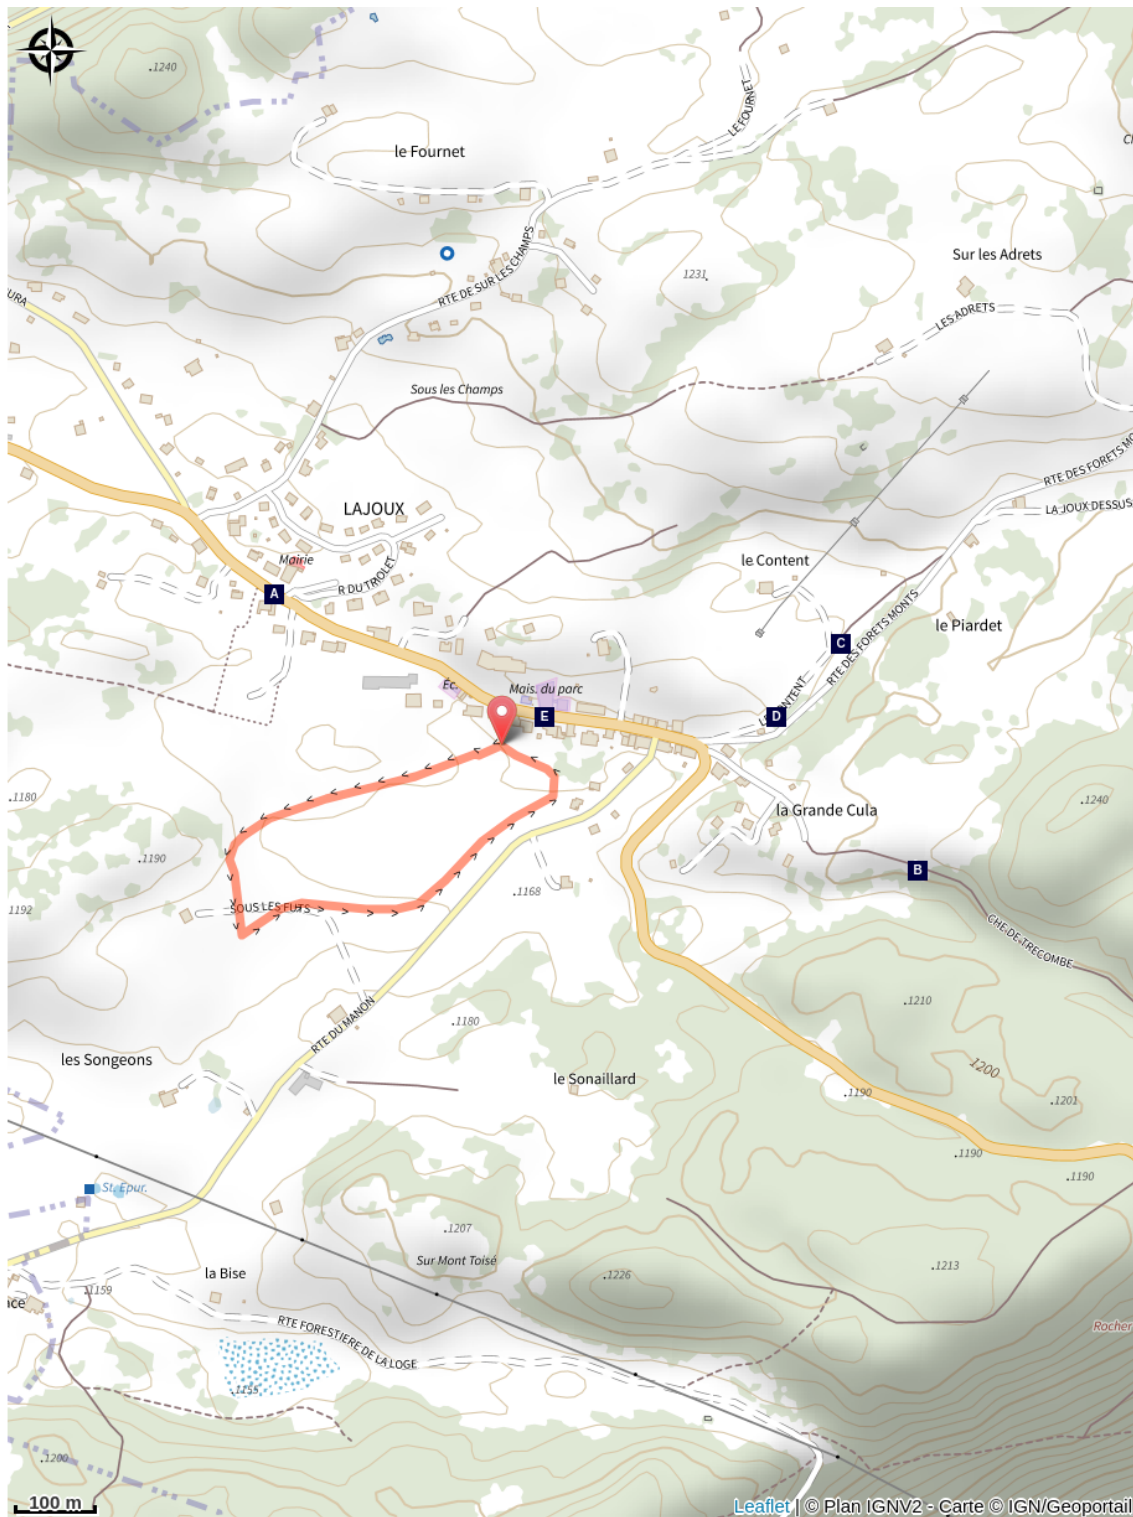 .1240
le Fournet
LE FOURNET
Sur les Adrets
RTE DE SUR LES CHAMPS
1231.
LES ADRETS
Sous les Champs
RTE DES FORETS MO
LAJOUX
LA JOUX DESSUS
Mairie
le Content
R DU TRIOLET
A
le Piardet
C
RTE DES FORETS MONTS
Éc.
Mais. du parc
E
D
.1180
la Grande Cula
.1240
.1190
B
.1168
.1192
SOUS LES FUTS
CHE DE TRECOMBE
.1210
RTE DU MANON
.1180
les Songeons
le Sonaillard
1200
.1190
.1201
.1190
.1190
St. Epur.
.1207
Sur Mont Toisé
.1213
la Bise
.1226
.1159
Rocher
RTE FORESTIERE DE LA LOGE
.1155
.1200
100 m
Leaflet | © Plan IGNV2 - Carte © IGN/Geoportail